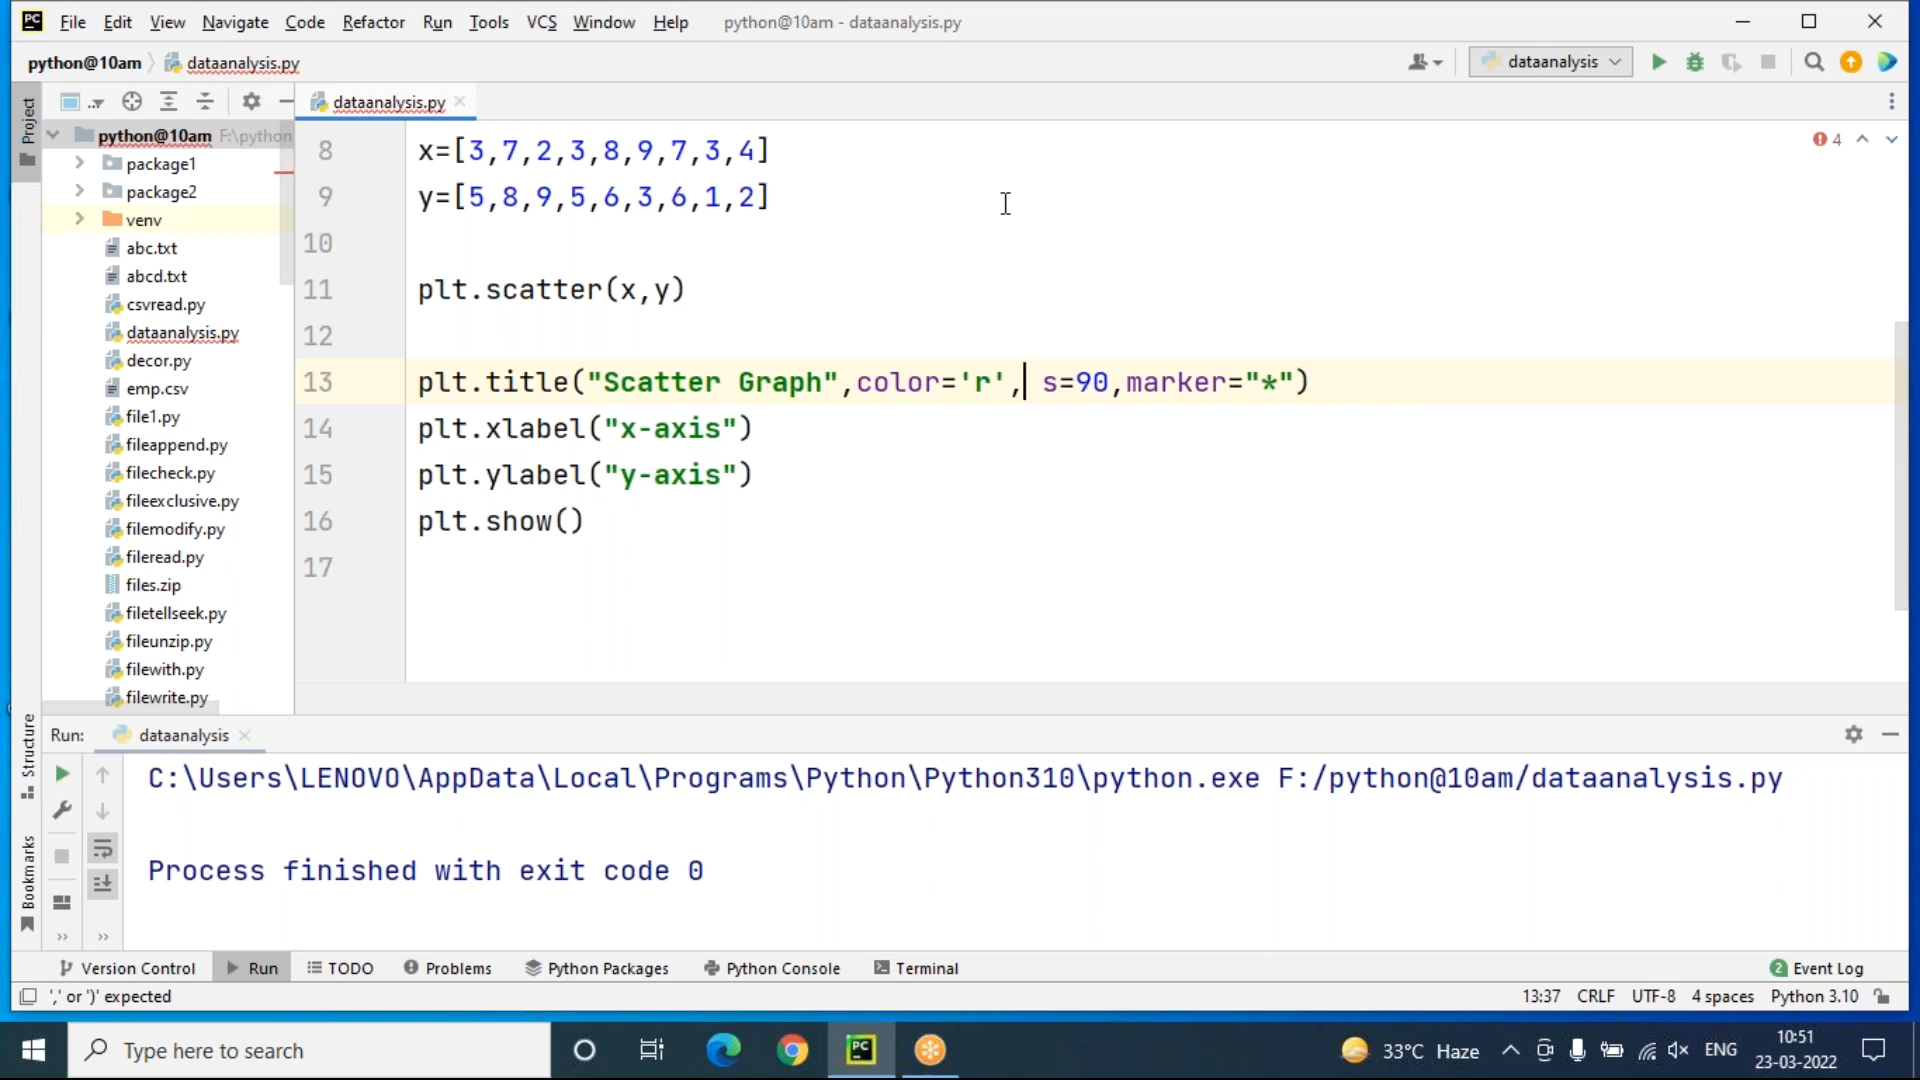 PC File Edit View Navigate Code Refactor Run Tools VCS Window Help python@10am - dataanalysis.py
python@10am dataanalysis.py dataanalysis
Project
dataanalysis.py
python@10am F:\python
package1
package2
venv
abc.txt
abcd.txt
csvread.py
dataanalysis.py
decor.py
emp.csv
file1.py
fileappend.py
filecheck.py
fileexclusive.py
filemodify.py
fileread.py
files.zip
filetellseek.py
fileunzip.py
filewith.py
filewrite.py
4
8 x=[3,7,2,3,8,9,7,3,4]
9 y=[5,8,9,5,6,3,6,1,2]
10
11 plt.scatter(x,y)
12
13 plt.title("Scatter Graph",color='r', s=90,marker="*")
14 plt.xlabel("x-axis")
15 plt.ylabel("y-axis")
16 plt.show()
17
Structure
Bookmarks
Run: dataanalysis
C:\Users\LENOVO\AppData\Local\Programs\Python\Python310\python.exe F:/python@10am/dataanalysis.py
Process finished with exit code 0
Version Control Run TODO Problems Python Packages Python Console Terminal 2 Event Log
',' or ')' expected 13:37 CRLF UTF-8 4 spaces Python 3.10
Type here to search PC 33°C Haze ENG 10:51
23-03-2022